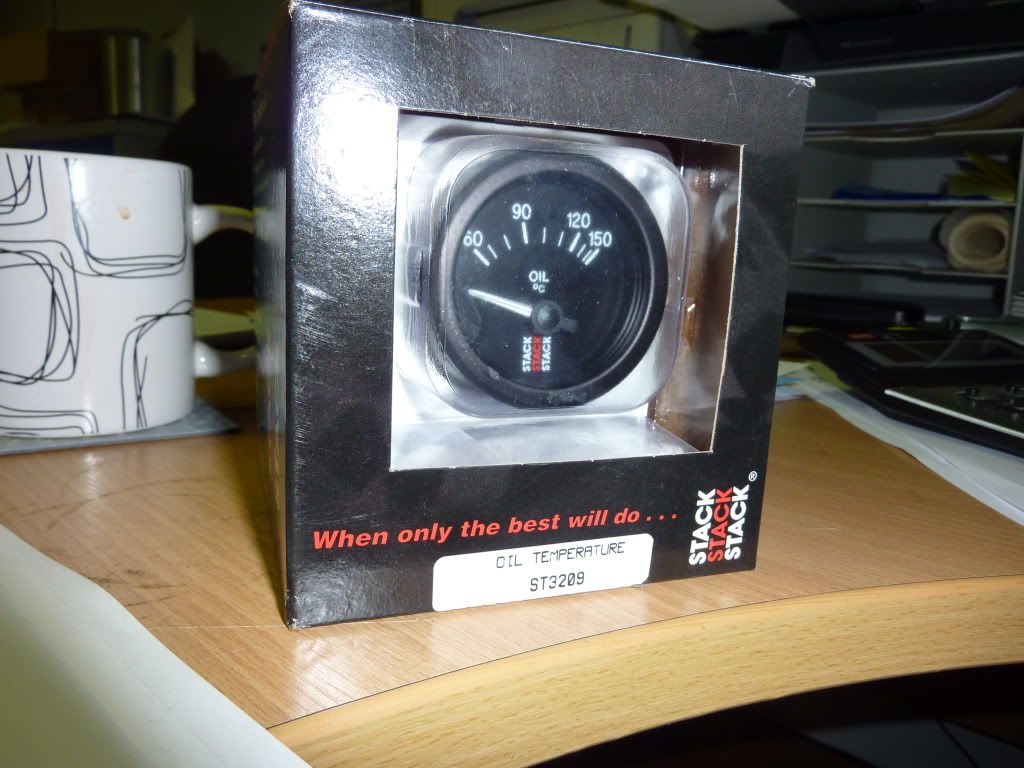 60 90 120 150
OIL
°C
STACK
STACK
STACK
When only the best will do . . .
STACK
STACK
STACK®
OIL TEMPERATURE
ST3209